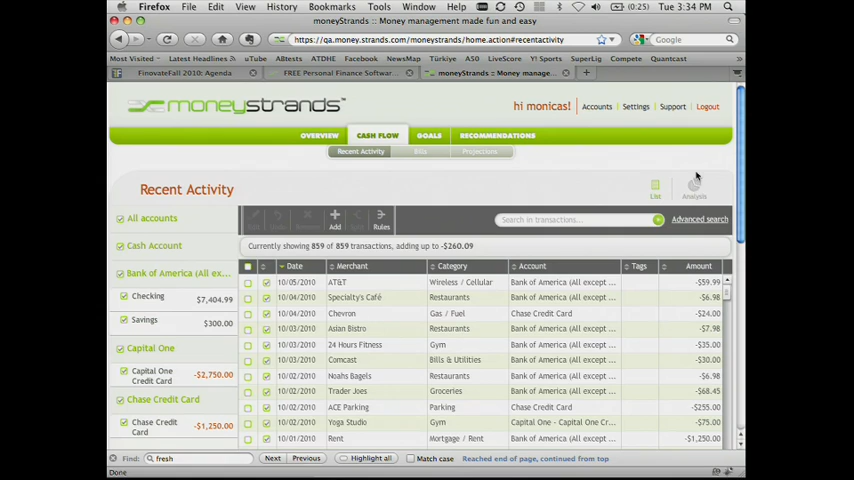 Firefox File Edit View History Bookmarks Tools Window Help (0:25) Tue 3:34 PM
moneyStrands :: Money management made fun and easy
https://qa.money.strands.com/moneystrands/home.action#recentactivity Google
Most Visited Latest Headlines uTube ABtests ATDHE Facebook NewsMap Türkiye A50 LiveScore Y! Sports SuperLig Compete Quantcast
FinovateFall 2010: Agenda FREE Personal Finance Softwar... moneyStrands :: Money manage...
moneystrands™ hi monicas! Accounts Settings Support Logout
OVERVIEW CASH FLOW GOALS RECOMMENDATIONS
Recent Activity Bills Projections
Recent Activity List Analysis
All accounts Edit Undo Remove Add Split Rules Search in transactions... Advanced search
Cash Account Currently showing 859 of 859 transactions, adding up to -$260.09
Bank of America (All ex... Date Merchant Category Account Tags Amount
Checking $7,404.99
Savings $300.00
Capital One
Capital One Credit Card -$2,750.00
Chase Credit Card
Chase Credit Card -$1,250.00
10/05/2010 AT&T Wireless / Cellular Bank of America (All except ... -$59.99
10/04/2010 Specialty's Café Restaurants Bank of America (All except ... -$6.98
10/04/2010 Chevron Gas / Fuel Chase Credit Card -$24.00
10/03/2010 Asian Bistro Restaurants Bank of America (All except ... -$7.98
10/03/2010 24 Hours Fitness Gym Bank of America (All except ... -$35.00
10/03/2010 Comcast Bills & Utilities Bank of America (All except ... -$30.00
10/02/2010 Noahs Bagels Restaurants Bank of America (All except ... -$6.98
10/02/2010 Trader Joes Groceries Bank of America (All except ... -$68.45
10/02/2010 ACE Parking Parking Chase Credit Card -$255.00
10/02/2010 Yoga Studio Gym Capital One - Capital One Cr... -$75.00
10/01/2010 Rent Mortgage / Rent Bank of America (All except ... -$1,250.00
Find: fresh Next Previous Highlight all Match case Reached end of page, continued from top
Done